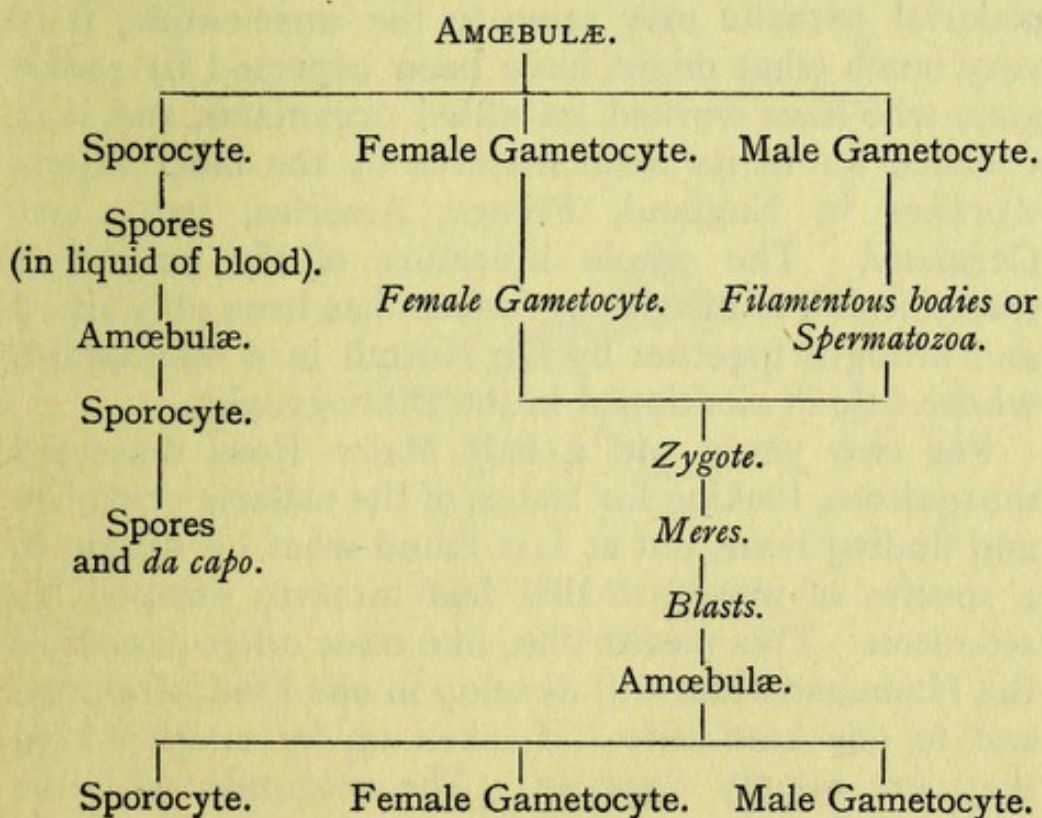 AMŒBULÆ.
Sporocyte. Female Gametocyte. Male Gametocyte.
Spores
(in liquid of blood).
Female Gametocyte. Filamentous bodies or
Spermatozoa.
Amœbulæ.
Sporocyte.
Zygote.
Spores
and da capo.
Meres.
Blasts.
Amœbulæ.
Sporocyte. Female Gametocyte. Male Gametocyte.